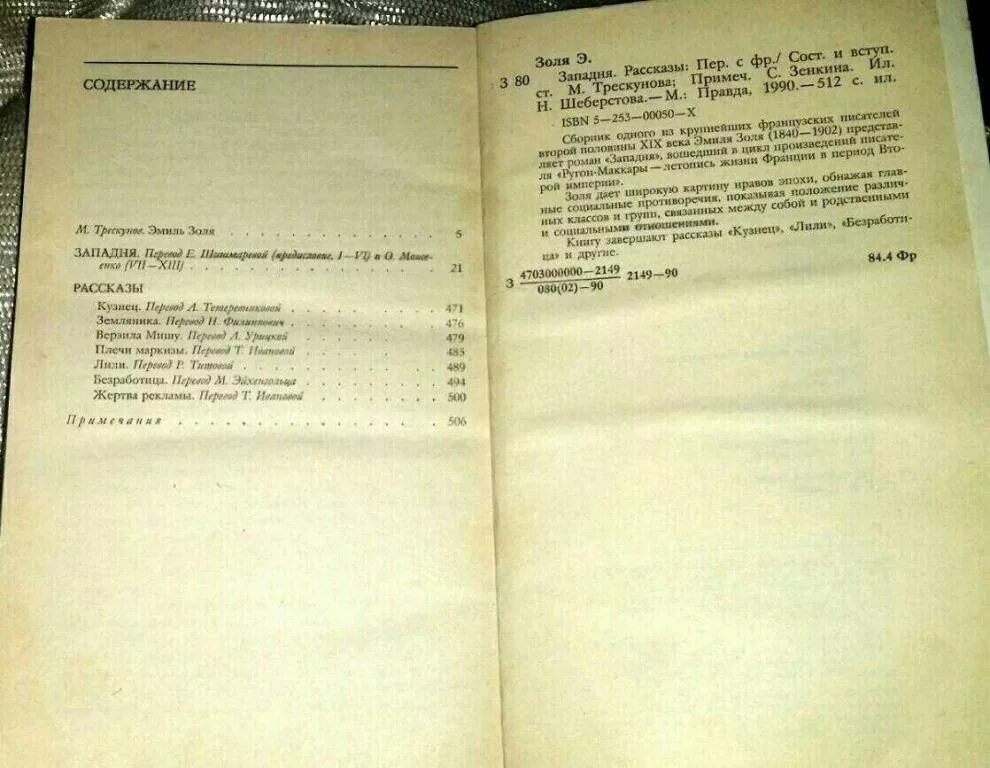 СОДЕРЖАНИЕ
М. Трескунов. Эмиль Золя . . . . . . . . . . . . 5
ЗАПАДНЯ. Перевод Е. Шишмаревой (предисловие, I—VI) и О. Моисе-
енко (VII—XIII) . . . . . . . . . . . . . . 21
РАССКАЗЫ
Кузнец. Перевод А. Тетеревниковой . . . . . . . . 471
Земляника. Перевод Н. Филиппович . . . . . . . . 476
Верзила Мишу. Перевод Л. Урицкой . . . . . . . . 479
Плечи маркизы. Перевод Т. Ивановой . . . . . . . . 485
Лили. Перевод Р. Титовой . . . . . . . . . . 489
Безработица. Перевод М. Эйхенгольца . . . . . . . . 494
Жертва рекламы. Перевод Т. Ивановой . . . . . . . . 500
Примечания . . . . . . . . . . . . . . 506
Золя Э.
З 80 Западня. Рассказы: Пер. с фр./ Сост. и вступ.
ст. М. Трескунова; Примеч. С. Зенкина. Ил.
Н. Шеберстова.— М.: Правда, 1990.— 512 с. ил.
ISBN 5—253—00050—X
Сборник одного из крупнейших французских писателей
второй половины XIX века Эмиля Золя (1840—1902) представ-
ляет роман «Западня», вошедший в цикл произведений писате-
ля «Ругон-Маккары — летопись жизни Франции в период Вто-
рой империи».
Золя дает широкую картину нравов эпохи, обнажая глав-
ные социальные противоречия, показывая положение различ-
ных классов и групп, связанных между собой и родственными
и социальными отношениями.
Книгу завершают рассказы «Кузнец», «Лили», «Безработи-
ца» и другие.
З 4703000000—2149 2149—90
080(02)—90
84.4 Фр